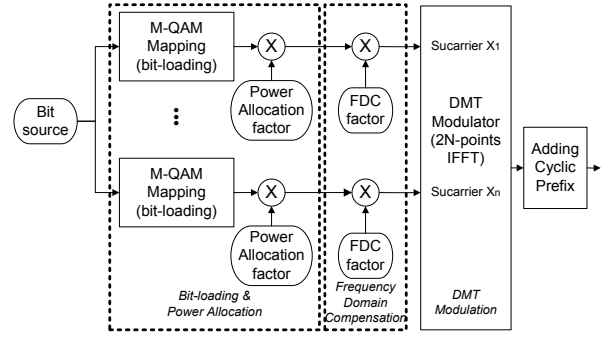 Bit
source
M-QAM
Mapping
(bit-loading)
X
Power
Allocation
factor
X
FDC
factor
Sucarrier X1
M-QAM
Mapping
(bit-loading)
X
Power
Allocation
factor
X
FDC
factor
Sucarrier Xn
DMT
Modulator
(2N-points
IFFT)
Adding
Cyclic
Prefix
Bit-loading &
Power Allocation
Frequency
Domain
Compensation
DMT
Modulation